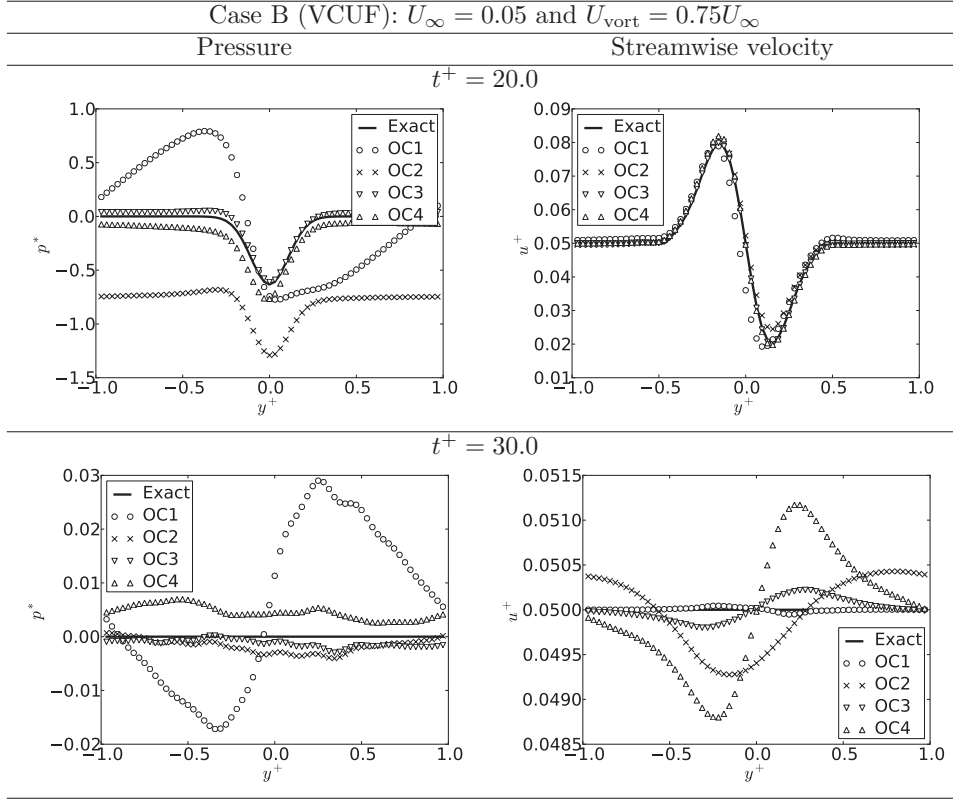 Case B (VCUF): U∞ = 0.05 and Uvort = 0.75U∞
Pressure Streamwise velocity
t+ = 20.0
1.0
0.5
0.0
−0.5
−1.0
−1.5
p*
−1.0 −0.5 0.0 0.5 1.0
y+
Exact
OC1
OC2
OC3
OC4
0.09
0.08
0.07
0.06
0.05
0.04
0.03
0.02
0.01
u+
−1.0 −0.5 0.0 0.5 1.0
y+
Exact
OC1
OC2
OC3
OC4
t+ = 30.0
0.03
0.02
0.01
0.00
−0.01
−0.02
p*
−1.0 −0.5 0.0 0.5 1.0
y+
Exact
OC1
OC2
OC3
OC4
0.0515
0.0510
0.0505
0.0500
0.0495
0.0490
0.0485
u+
−1.0 −0.5 0.0 0.5 1.0
y+
Exact
OC1
OC2
OC3
OC4